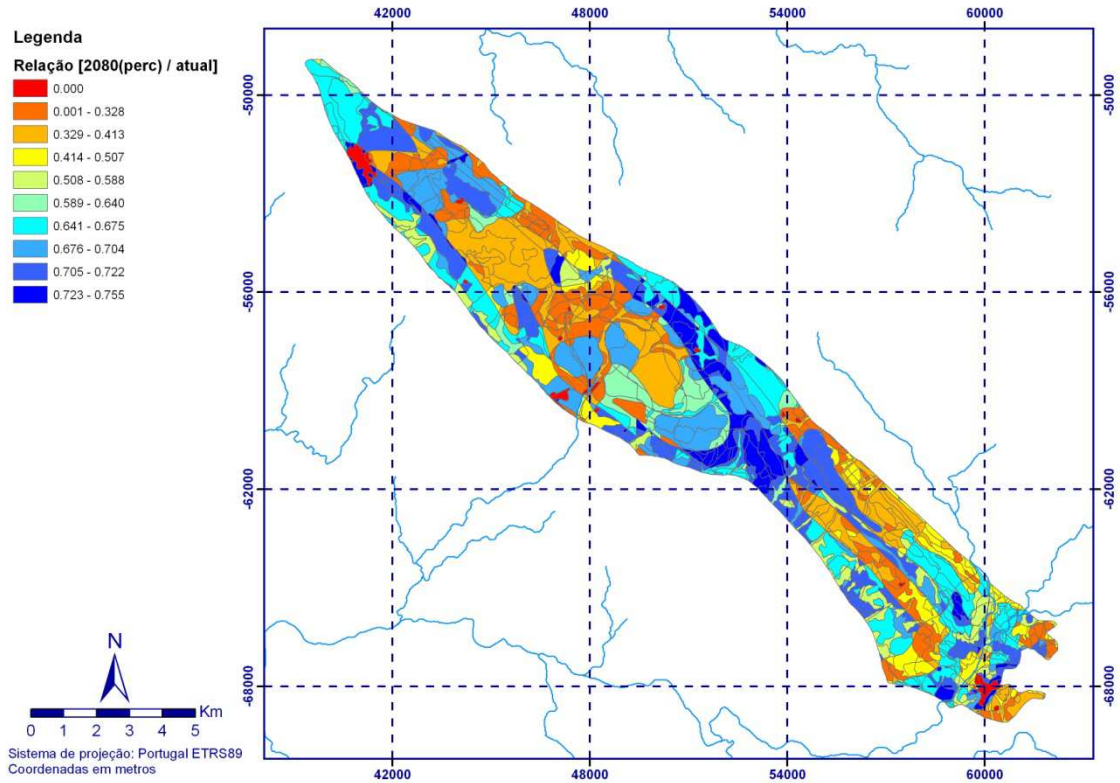 42000 48000 54000 60000
Legenda
Relação [2080(perc) / atual]
0.000
0.001 - 0.328
0.329 - 0.413
0.414 - 0.507
0.508 - 0.588
0.589 - 0.640
0.641 - 0.675
0.676 - 0.704
0.705 - 0.722
0.723 - 0.755
-50000 -50000
-56000 -56000
-62000 -62000
-68000 -68000
N
0 1 2 3 4 5 Km
Sistema de projeção: Portugal ETRS89
Coordenadas em metros
42000 48000 54000 60000